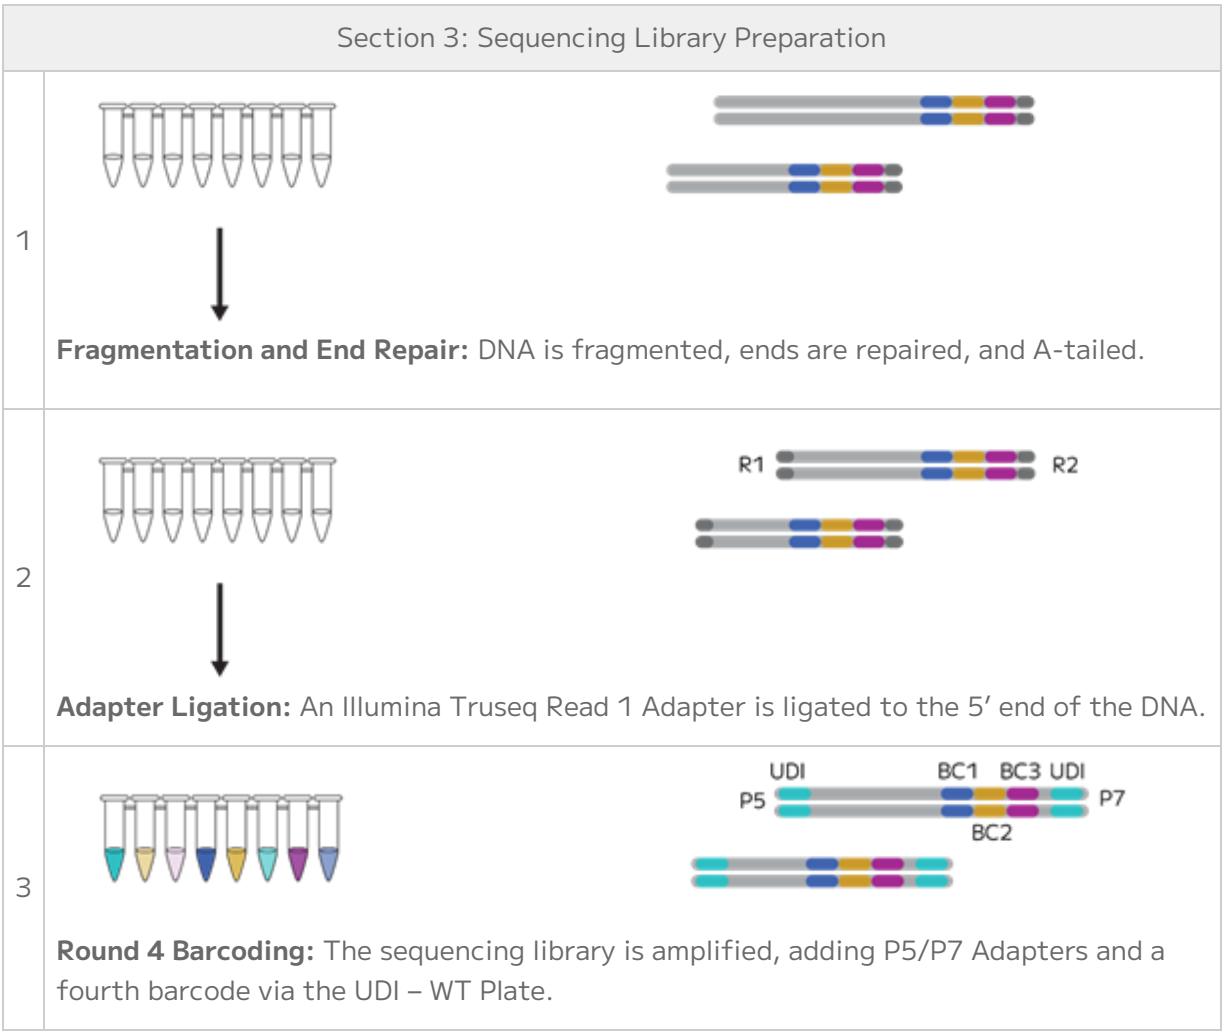 Section 3: Sequencing Library Preparation
1
Fragmentation and End Repair: DNA is fragmented, ends are repaired, and A-tailed.
R1 R2
2
Adapter Ligation: An Illumina Truseq Read 1 Adapter is ligated to the 5′ end of the DNA.
UDI BC1 BC3 UDI
P5 P7
BC2
3
Round 4 Barcoding: The sequencing library is amplified, adding P5/P7 Adapters and a
fourth barcode via the UDI – WT Plate.